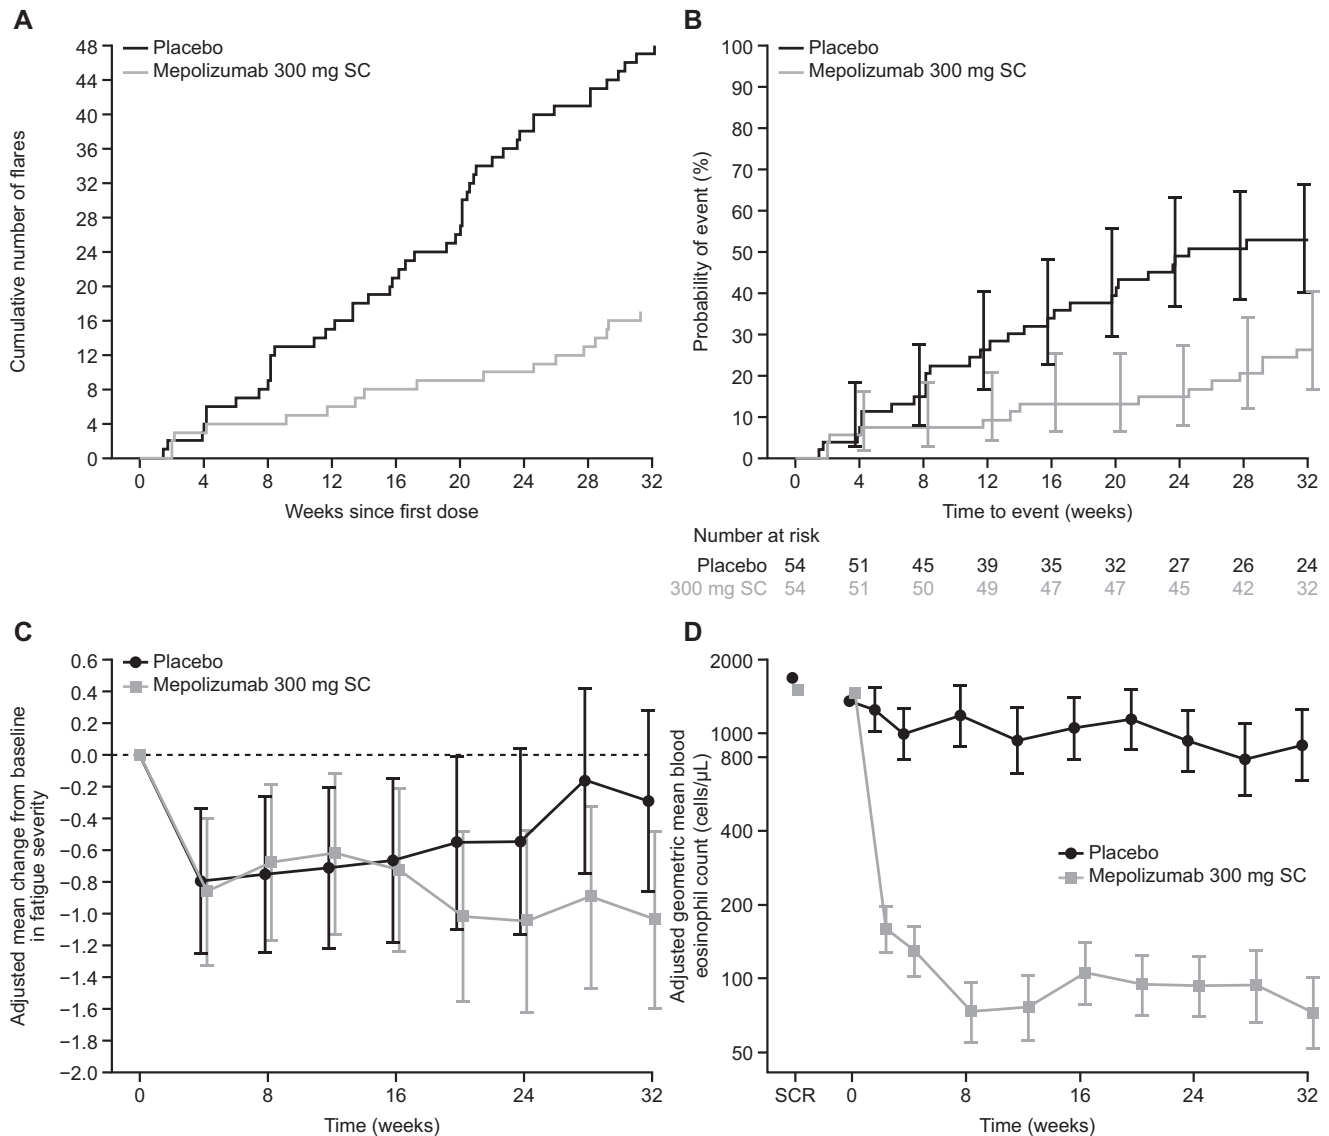 A
Placebo
Mepolizumab 300 mg SC
48
44
40
36
32
28
24
20
16
12
8
4
0
Cumulative number of flares
0 4 8 12 16 20 24 28 32
Weeks since first dose
B
Placebo
Mepolizumab 300 mg SC
100
90
80
70
60
50
40
30
20
10
0
Probability of event (%)
0 4 8 12 16 20 24 28 32
Time to event (weeks)
Number at risk
Placebo 54 51 45 39 35 32 27 26 24
300 mg SC 54 51 50 49 47 47 45 42 32
C
Placebo
Mepolizumab 300 mg SC
0.6
0.4
0.2
0.0
−0.2
−0.4
−0.6
−0.8
−1.0
−1.2
−1.4
−1.6
−1.8
−2.0
Adjusted mean change from baseline
in fatigue severity
0 8 16 24 32
Time (weeks)
D
2000
1000
800
400
200
100
50
Adjusted geometric mean blood
eosinophil count (cells/µL)
Placebo
Mepolizumab 300 mg SC
SCR 0 8 16 24 32
Time (weeks)